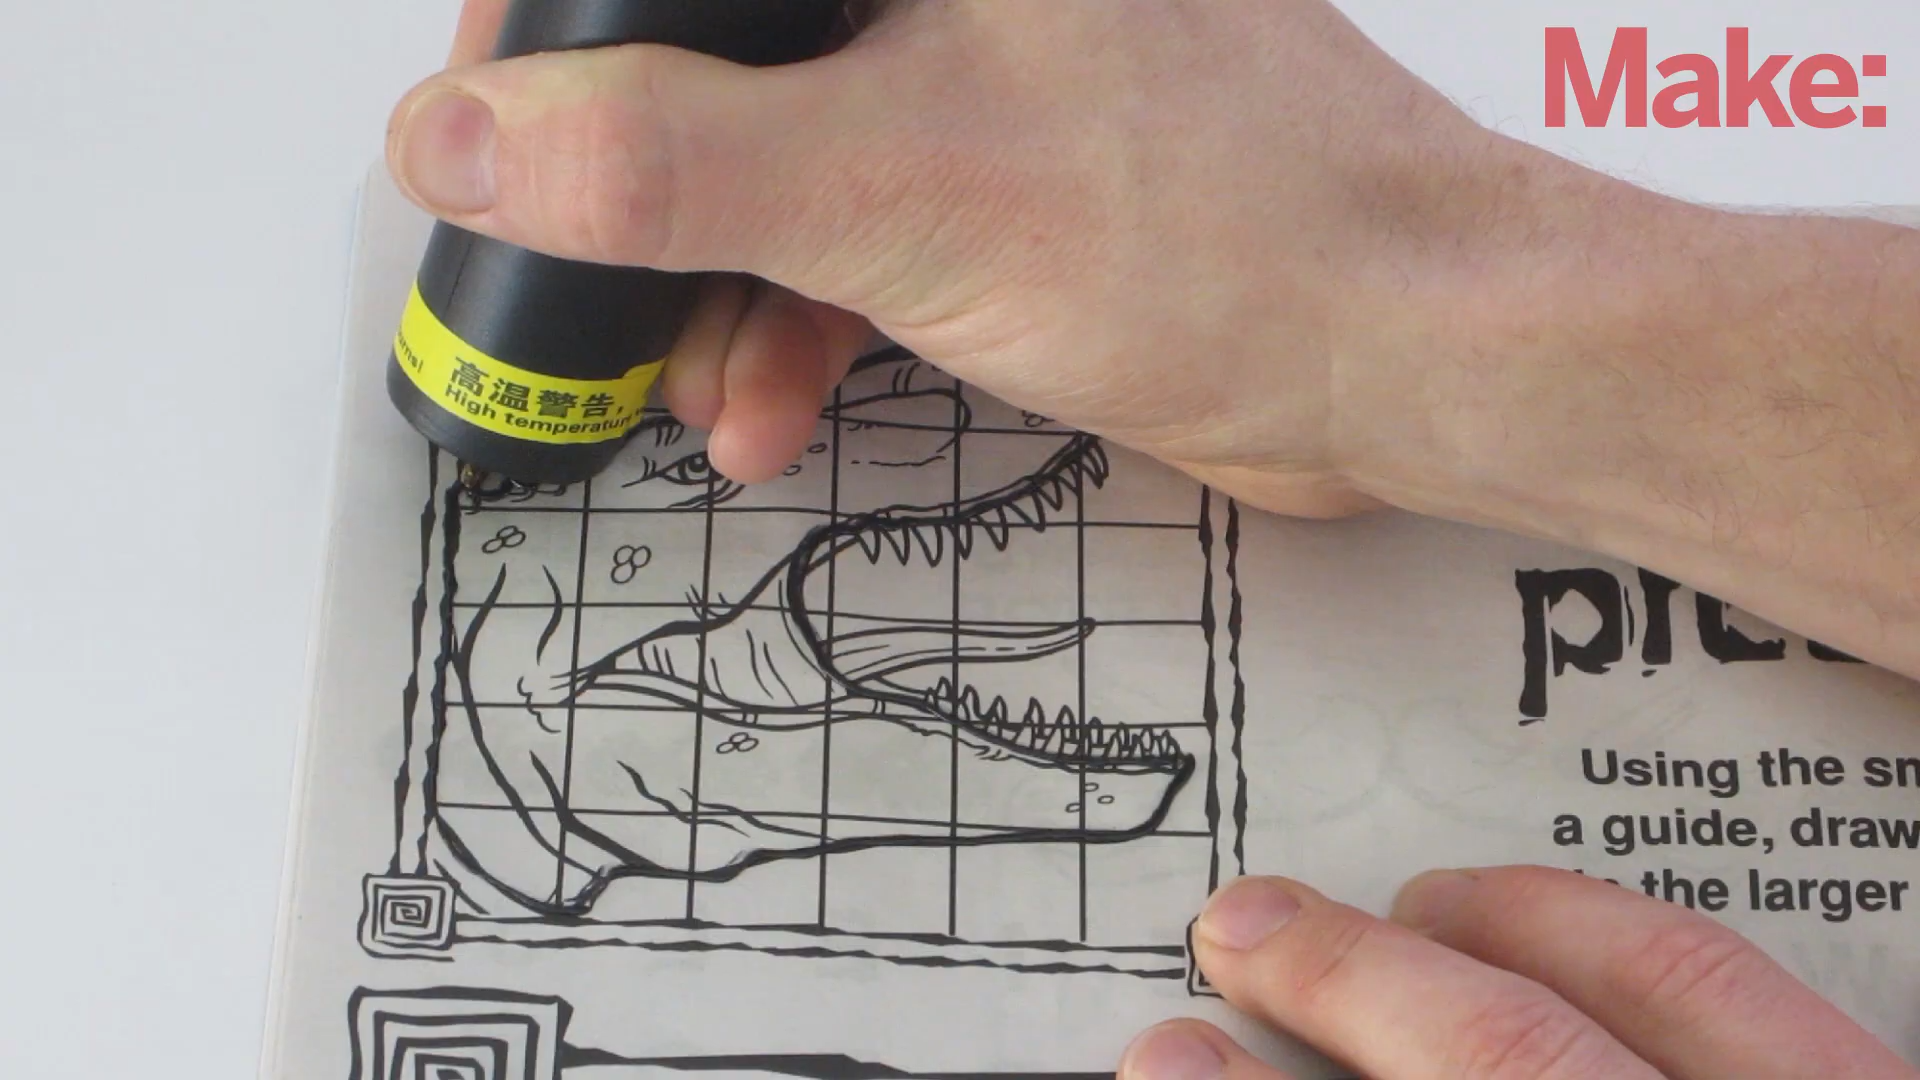 Make:
高温警告,
High temperatur
Using the sm
a guide, draw
the larger